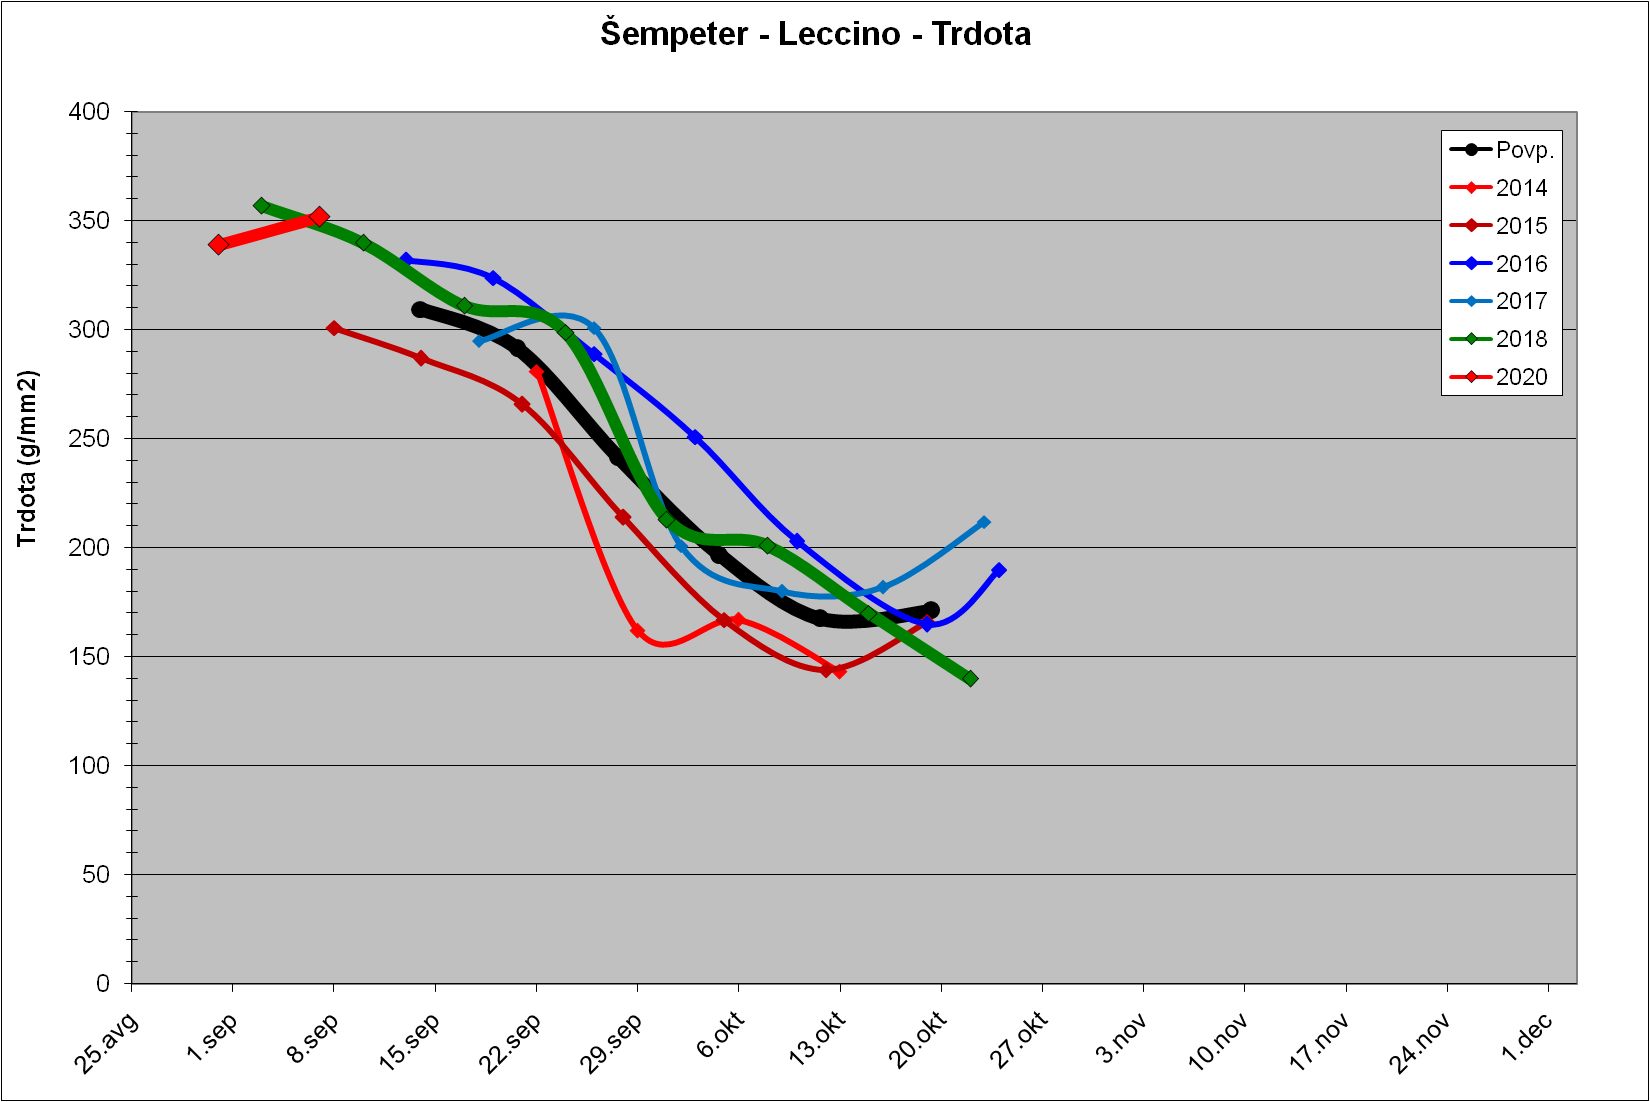 Šempeter - Leccino - Trdota
Trdota (g/mm2)
400
350
300
250
200
150
100
50
0
25.avg
1.sep
8.sep
15.sep
22.sep
29.sep
6.okt
13.okt
20.okt
27.okt
3.nov
10.nov
17.nov
24.nov
1.dec
Povp.
2014
2015
2016
2017
2018
2020